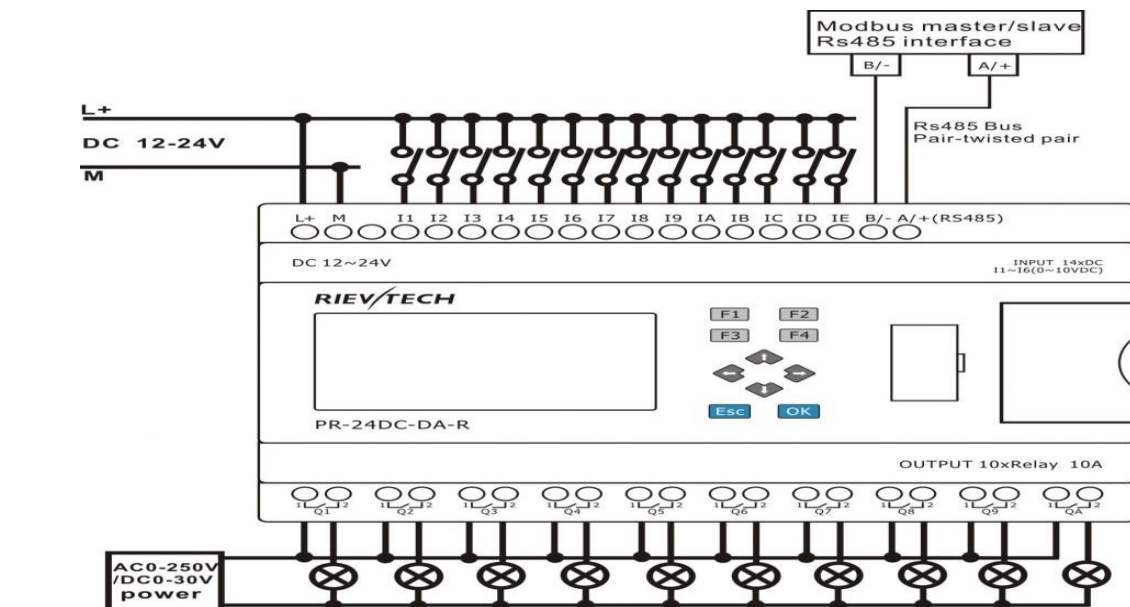 Modbus master/slave
Rs485 interface
B/- A/+
L+
DC 12-24V
M
Rs485 Bus
Pair-twisted pair
L+ M I1 I2 I3 I4 I5 I6 I7 I8 I9 IA IB IC ID IE B/- A/+(RS485)
DC 12~24V
INPUT 14xDC
I1~I6(0~10VDC)
RIEVTECH
F1 F2
F3 F4
Esc OK
PR-24DC-DA-R
OUTPUT 10xRelay 10A
1 2 1 2 1 2 1 2 1 2 1 2 1 2 1 2 1 2 1 2
Q1 Q2 Q3 Q4 Q5 Q6 Q7 Q8 Q9 QA
AC0-250V
/DC0-30V
power